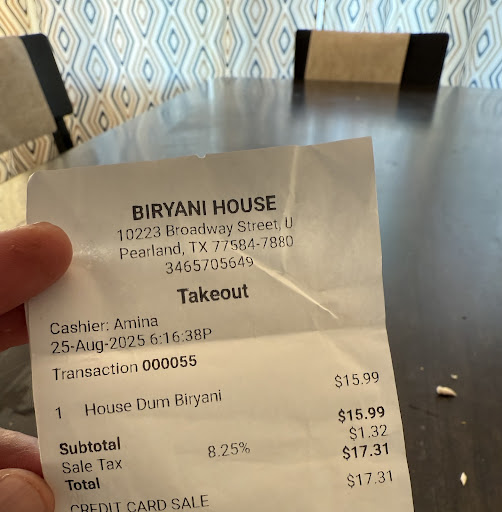 BIRYANI HOUSE
10223 Broadway Street, U
Pearland, TX 77584-7880
3465705649
Takeout
Cashier: Amina
25-Aug-2025 6:16:38P
Transaction 000055
1 House Dum Biryani $15.99
Subtotal $15.99
Sale Tax 8.25% $1.32
Total $17.31
CREDIT CARD SALE $17.31